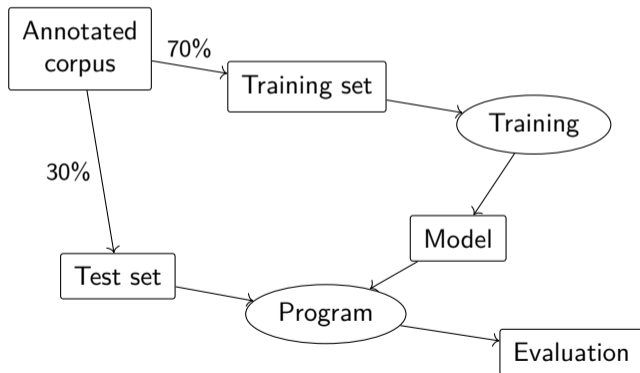 Annotated
corpus
70%
Training set
Training
30%
Model
Test set
Program
Evaluation